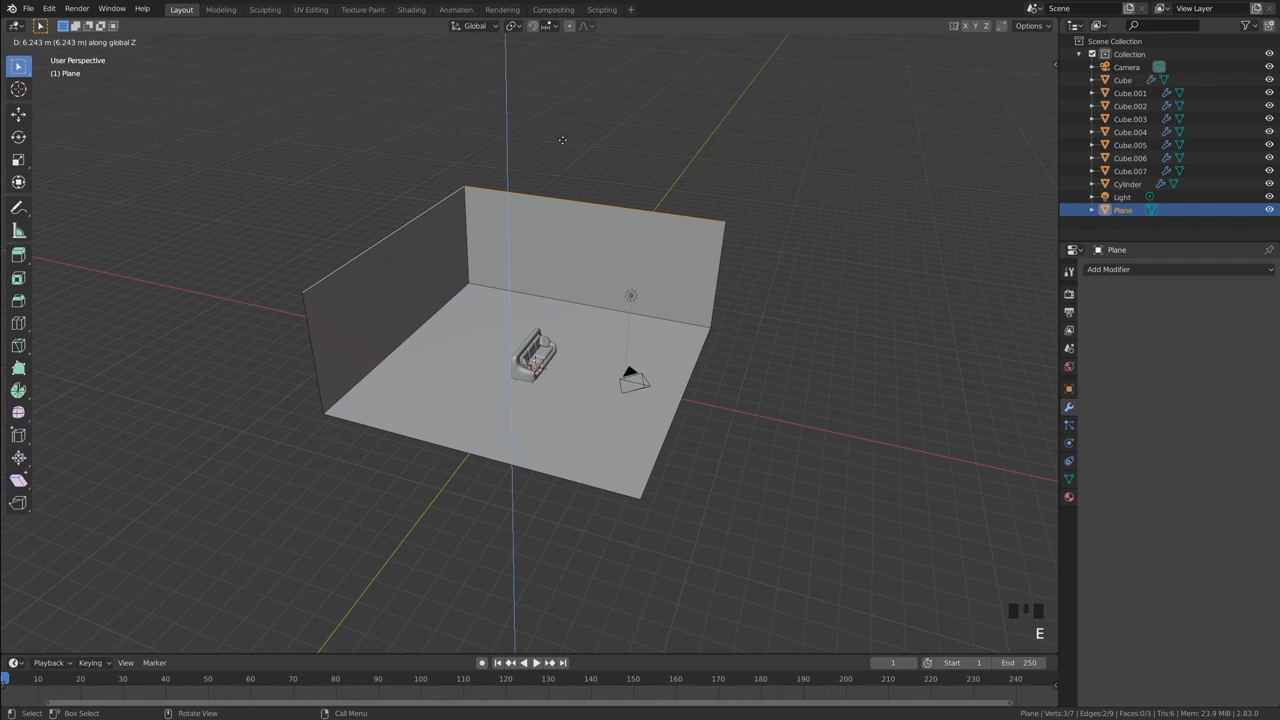 File Edit Render Window Help Layout Modeling Sculpting UV Editing Texture Paint Shading Animation Rendering Compositing Scripting Scene View Layer
Global X Y Z Options
D: 6.243 m (6.243 m) along global Z
User Perspective
(1) Plane
E
Scene Collection
Collection
Camera
Cube
Cube.001
Cube.002
Cube.003
Cube.004
Cube.005
Cube.006
Cube.007
Cylinder
Light
Plane
Plane
Add Modifier
Playback Keying View Marker 1 Start 1 End 250
10 20 30 40 50 60 70 80 90 100 110 120 130 140 150 160 170 180 190 200 210 220 230 240
Select Box Select Rotate View Call Menu Plane | Verts:3/7 | Edges:2/9 | Faces:0/3 | Tris:6 | Mem: 23.9 MiB | 2.83.0